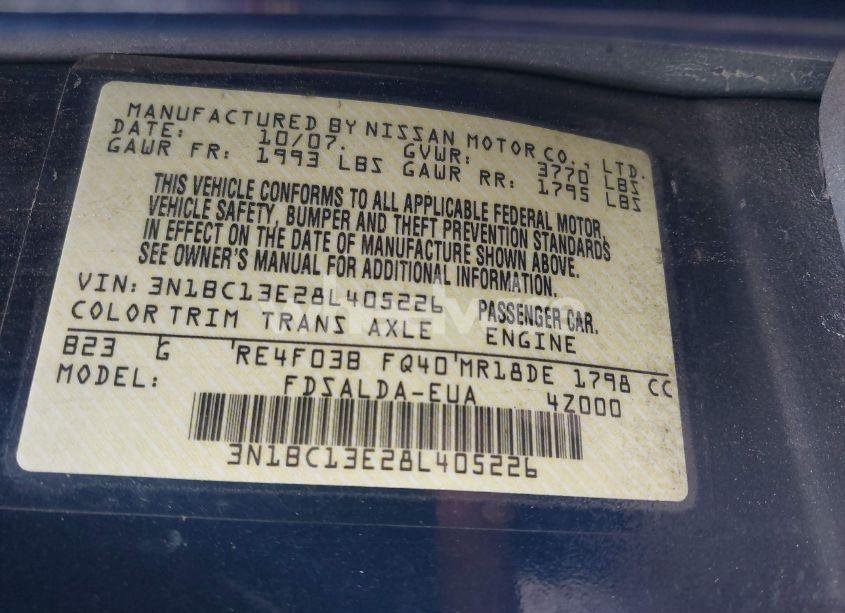 MANUFACTURED BY NISSAN MOTOR CO., LTD.
DATE: 10/07. GVWR: 3770 LBS
GAWR FR: 1993 LBS GAWR RR: 1795 LBS
THIS VEHICLE CONFORMS TO ALL APPLICABLE FEDERAL MOTOR
VEHICLE SAFETY, BUMPER AND THEFT PREVENTION STANDARDS
IN EFFECT ON THE DATE OF MANUFACTURE SHOWN ABOVE.
SEE OWNER'S MANUAL FOR ADDITIONAL INFORMATION.
VIN: 3N1BC13E28L405226 PASSENGER CAR.
COLOR TRIM TRANS AXLE ENGINE
B23 G RE4F03B FQ40 MR18DE 1798 CC
MODEL: FDSALDA-EUA 4Z000
3N1BC13E28L405226